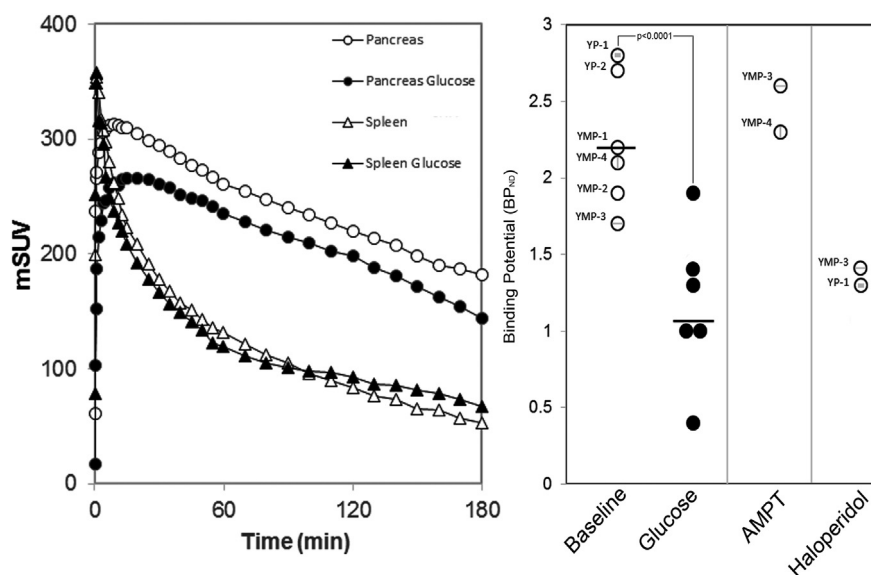 400
300
200
100
0
mSUV
0
60
120
180
Time (min)
Pancreas
Pancreas Glucose
Spleen
Spleen Glucose
3
2.5
2
1.5
1
0.5
0
Binding Potential (BPND)
p<0.0001
YP-1
YP-2
YMP-1
YMP-4
YMP-2
YMP-3
YMP-3
YMP-4
YMP-3
YP-1
Baseline
Glucose
AMPT
Haloperidol